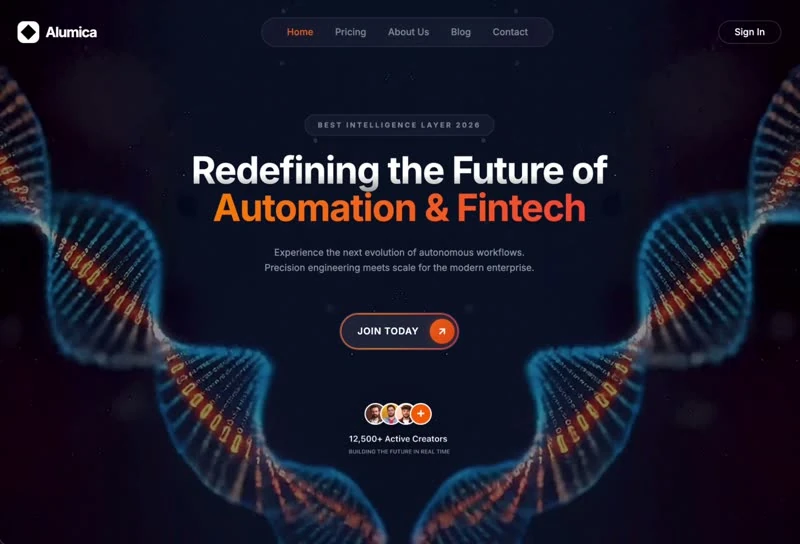 Alumica
Home Pricing About Us Blog Contact
Sign In
BEST INTELLIGENCE LAYER 2026
Redefining the Future of
Automation & Fintech
Experience the next evolution of autonomous workflows.
Precision engineering meets scale for the modern enterprise.
JOIN TODAY
12,500+ Active Creators
BUILDING THE FUTURE IN REAL TIME